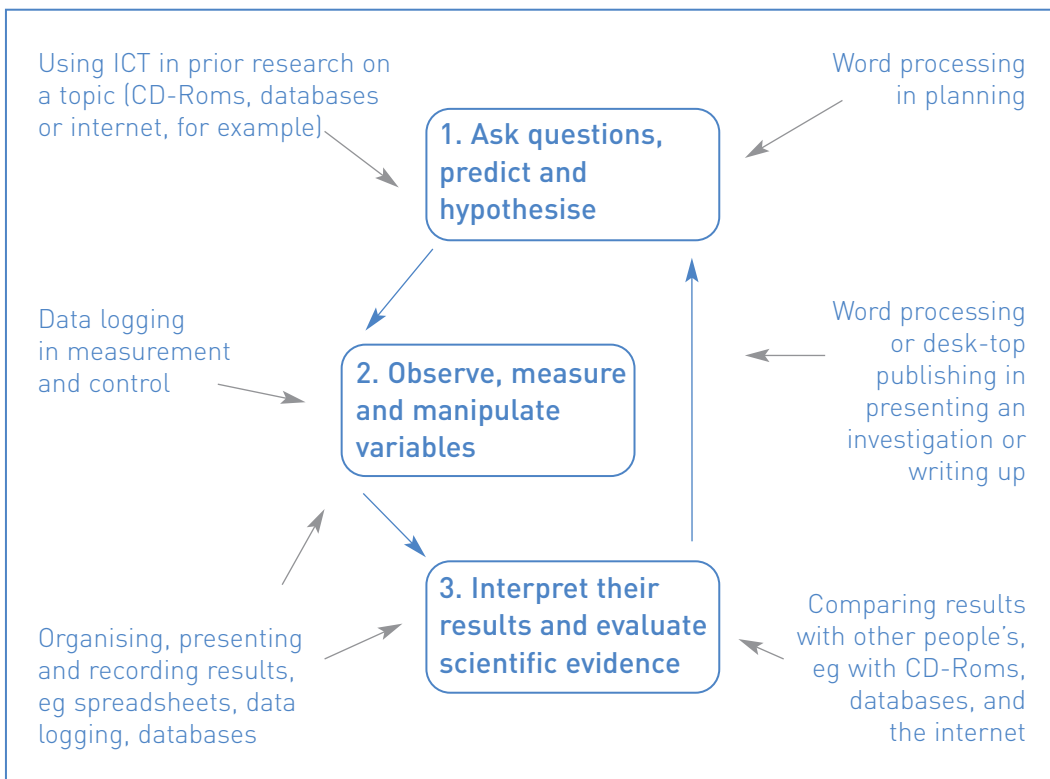 Using ICT in prior research on
a topic (CD-Roms, databases
or internet, for example)
Word processing
in planning
1. Ask questions,
predict and
hypothesise
Data logging
in measurement
and control
2. Observe, measure
and manipulate
variables
Word processing
or desk-top
publishing in
presenting an
investigation or
writing up
Organising, presenting
and recording results,
eg spreadsheets, data
logging, databases
3. Interpret their
results and evaluate
scientific evidence
Comparing results
with other people's,
eg with CD-Roms,
databases, and
the internet